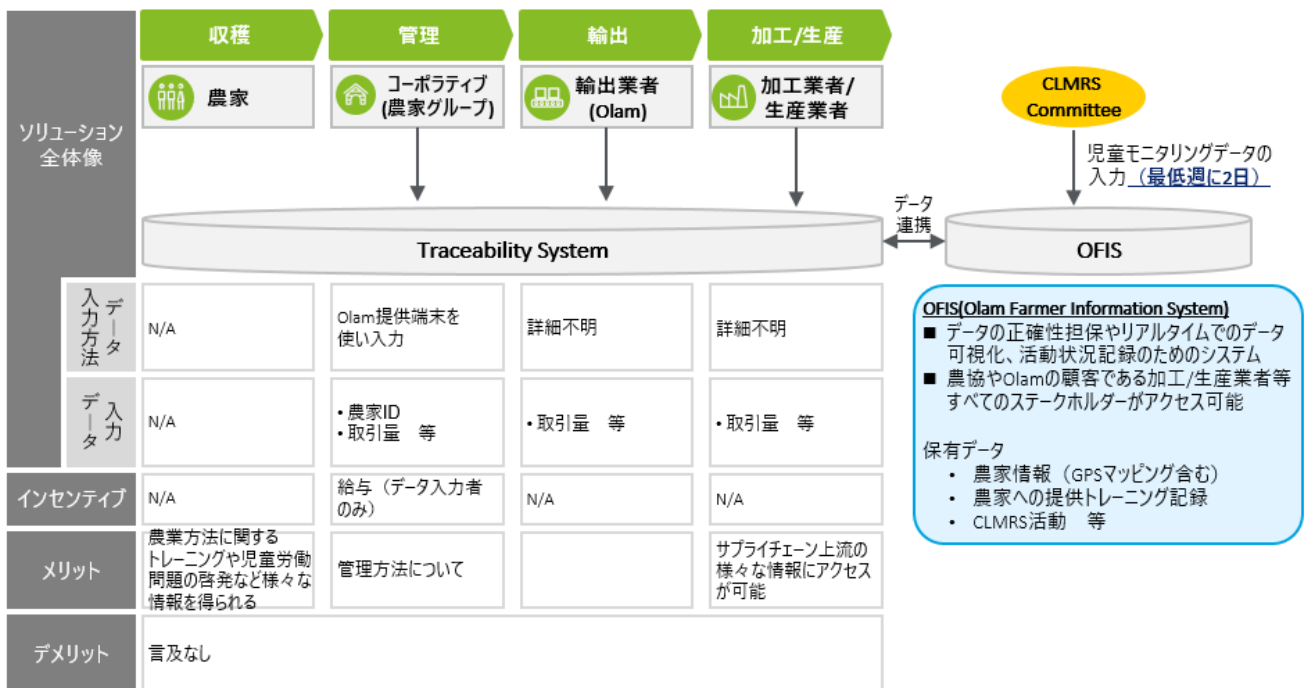 収穫
管理
輸出
加工/生産
農家
コーポラティブ
(農家グループ)
輸出業者
(Olam)
加工業者/
生産業者
CLMRS
Committee
ソリューション
全体像
児童モニタリングデータの
入力（最低週に2日）
データ
連携
Traceability System
OFIS
データ
入力方法
N/A
Olam提供端末を
使い入力
詳細不明
詳細不明
入力
データ
N/A
・農家ID
・取引量　等
・取引量　等
・取引量　等
インセンティブ
N/A
給与（データ入力者
のみ）
N/A
N/A
メリット
農業方法に関する
トレーニングや児童労働
問題の啓発など様々な
情報を得られる
管理方法について
サプライチェーン上流の
様々な情報にアクセス
が可能
デメリット
言及なし
OFIS(Olam Farmer Information System)
■ データの正確性担保やリアルタイムでのデータ
可視化、活動状況記録のためのシステム
■ 農協やOlamの顧客である加工/生産業者等
すべてのステークホルダーがアクセス可能
保有データ
• 農家情報（GPSマッピング含む）
• 農家への提供トレーニング記録
• CLMRS活動　等